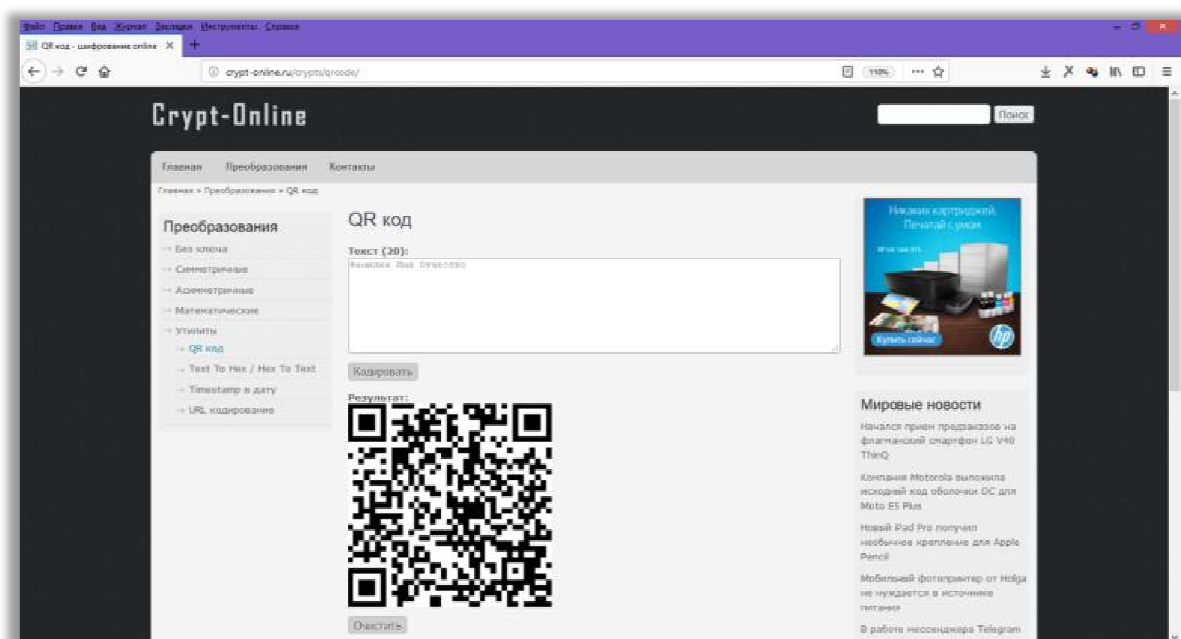 Файл Правка Вид Журнал Закладки Инструменты Справка
QR код - шифрование online
crypt-online.ru/crypts/qrcode/
110%
Crypt-Online
Поиск
Главная Преобразования Контакты
Главная » Преобразования » QR код
Преобразования
Без ключа
Симметричные
Асимметричные
Математические
Утилиты
QR код
Text To Hex / Hex To Text
Timestamp в дату
URL кодирование
QR код
Текст (20):
Фамилия Имя Отчество
Кодировать
Результат:
Очистить
Никаких картриджей.
Печатай с умом
Купить сейчас
hp
Мировые новости
Начался прием предзаказов на
флагманский смартфон LG V40
ThinQ
Компания Motorola выложила
исходный код оболочки ОС для
Moto E5 Plus
Новый iPad Pro получил
необычное крепление для Apple
Pencil
Мобильный фотопринтер от Holga
не нуждается в источнике
питания
В работе мессенджера Telegram